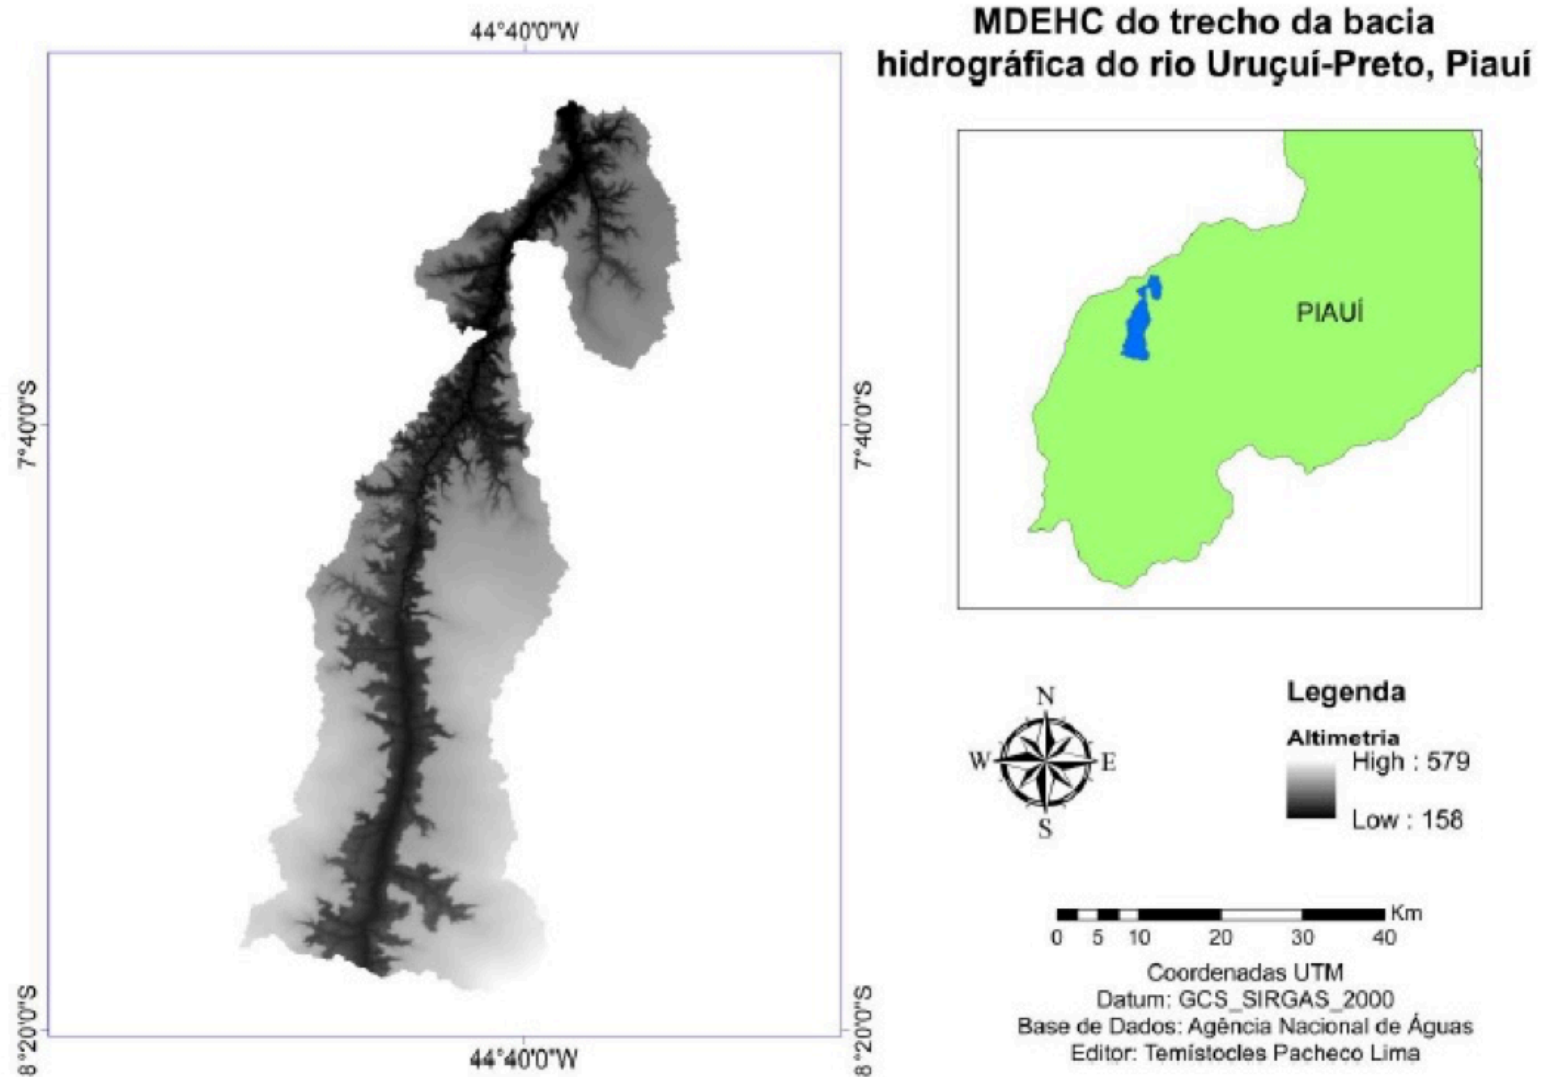 MDEHC do trecho da bacia
hidrográfica do rio Uruçuí-Preto, Piauí
44°40'0"W
7°40'0"S
7°40'0"S
8°20'0"S
8°20'0"S
44°40'0"W
PIAUÍ
N
W
E
S
Legenda
Altimetria
High : 579
Low : 158
Km
0 5 10 20 30 40
Coordenadas UTM
Datum: GCS_SIRGAS_2000
Base de Dados: Agência Nacional de Águas
Editor: Temístocles Pacheco Lima